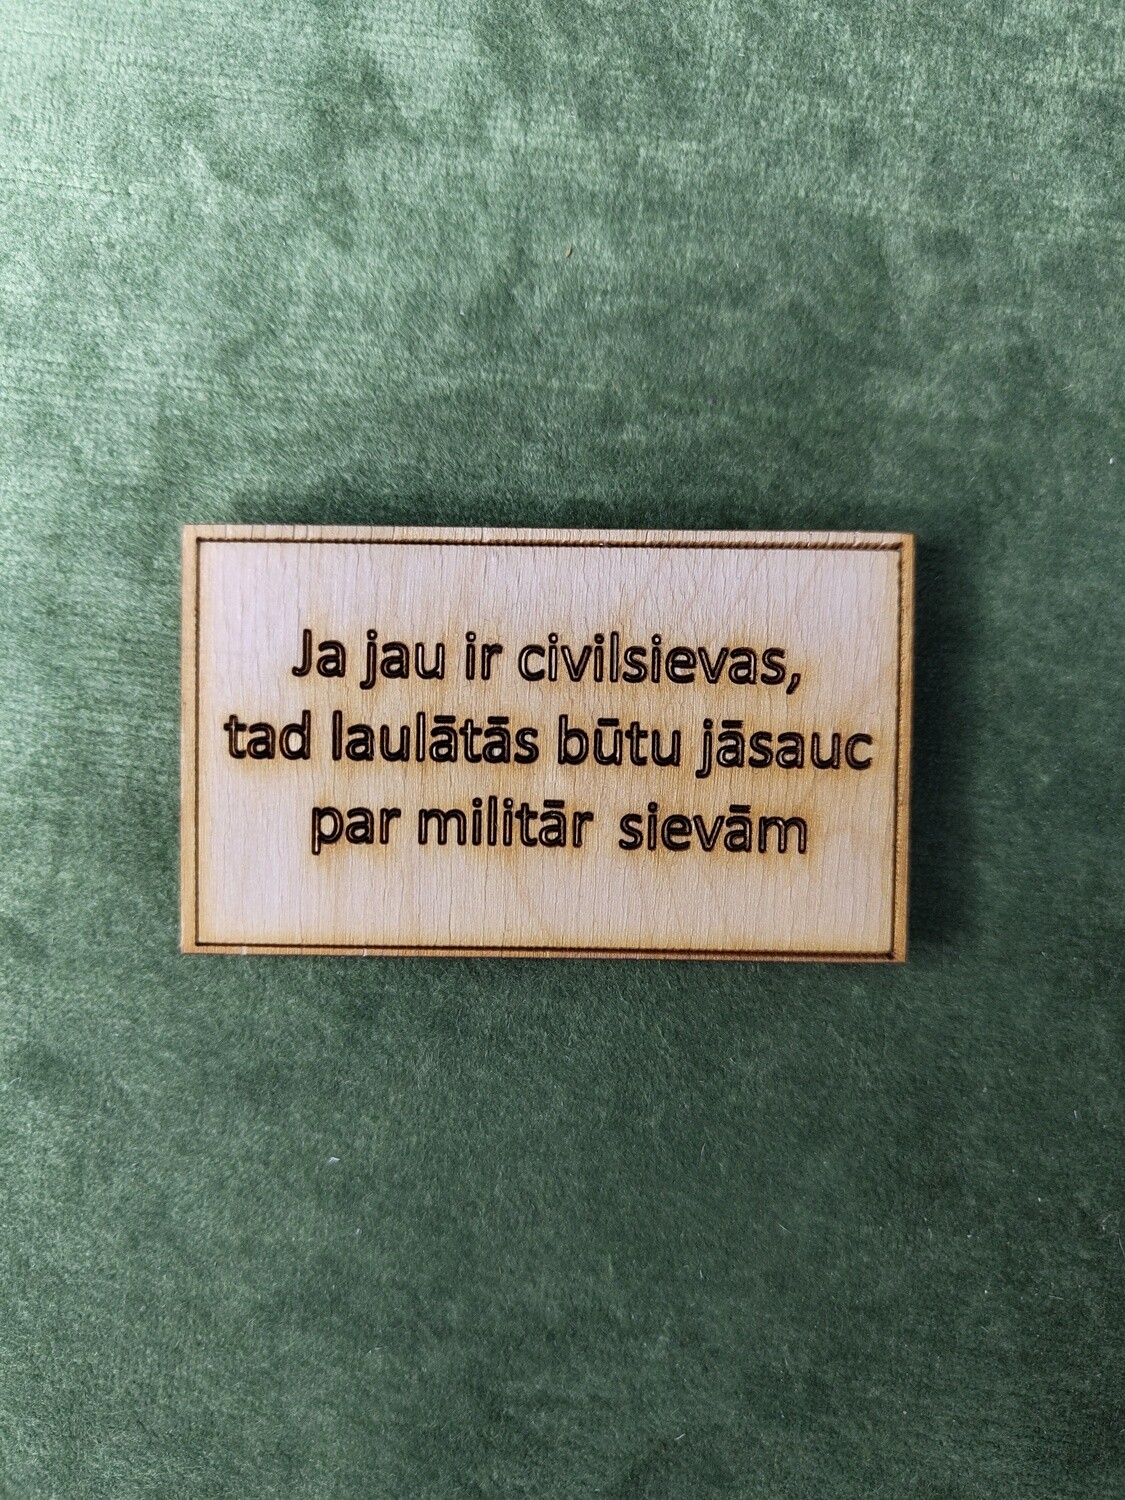 Ja jau ir civilsievas,
tad laulātās būtu jāsauc
par militār sievām